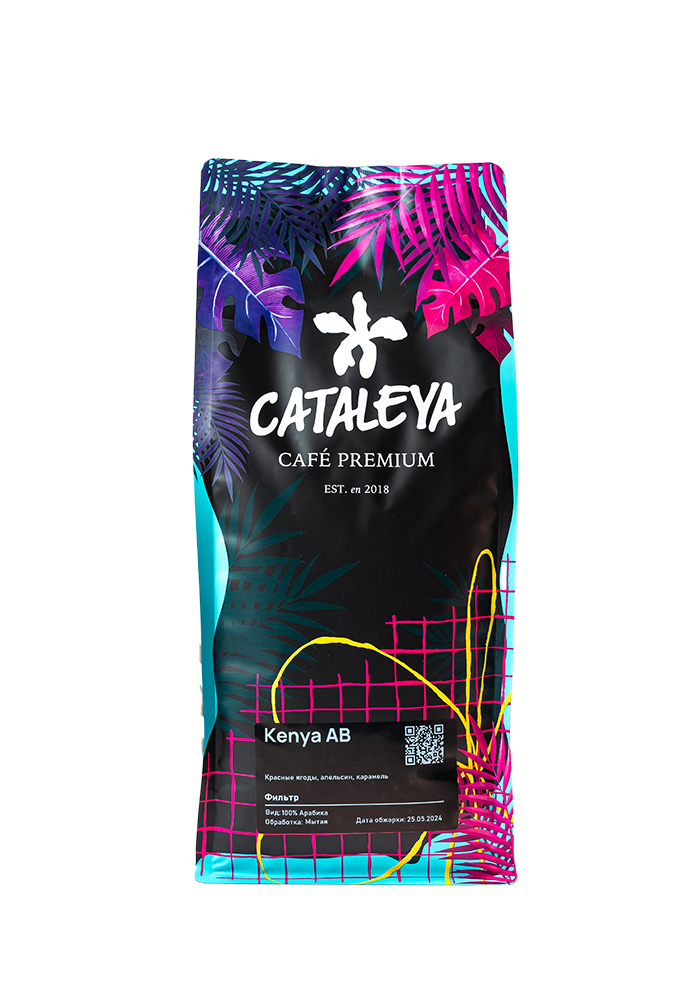 CATALEYA
CAFÉ PREMIUM
EST. en 2018
Kenya AB
Красные ягоды, апельсин, карамель
Фильтр
Вид: 100% Арабика
Обработка: Мытая
Дата обжарки: 25.05.2024